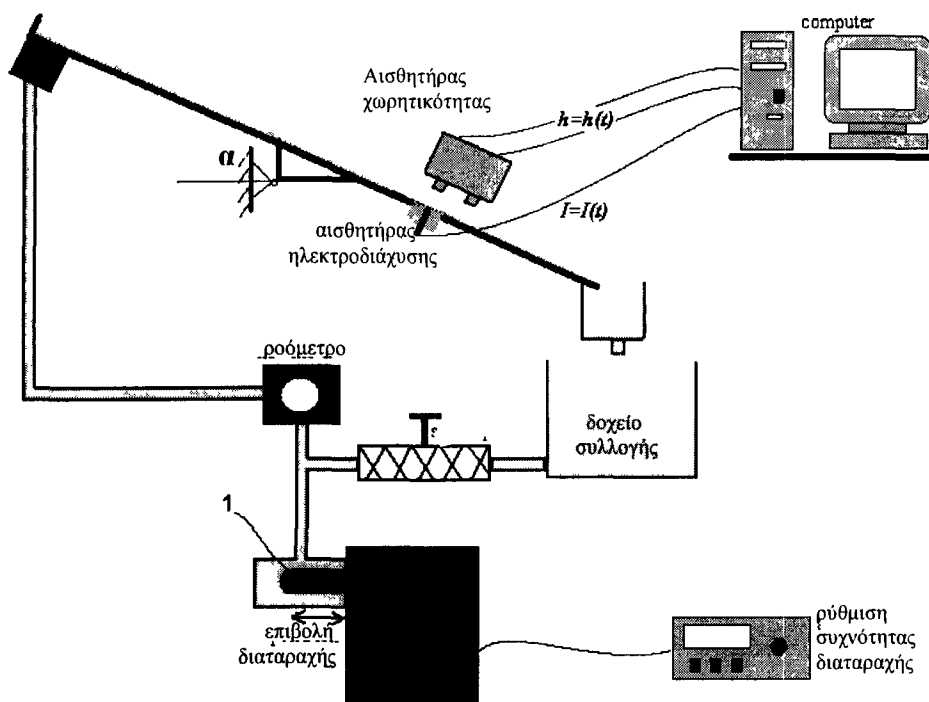 computer
Αισθητήρας
χωρητικότητας
h=h(t)
α
I=I(t)
αισθητήρας
ηλεκτροδιάχυσης
ροόμετρο
δοχείο
συλλογής
1
επιβολή
διαταραχής
ρύθμιση
συχνότητας
διαταραχής